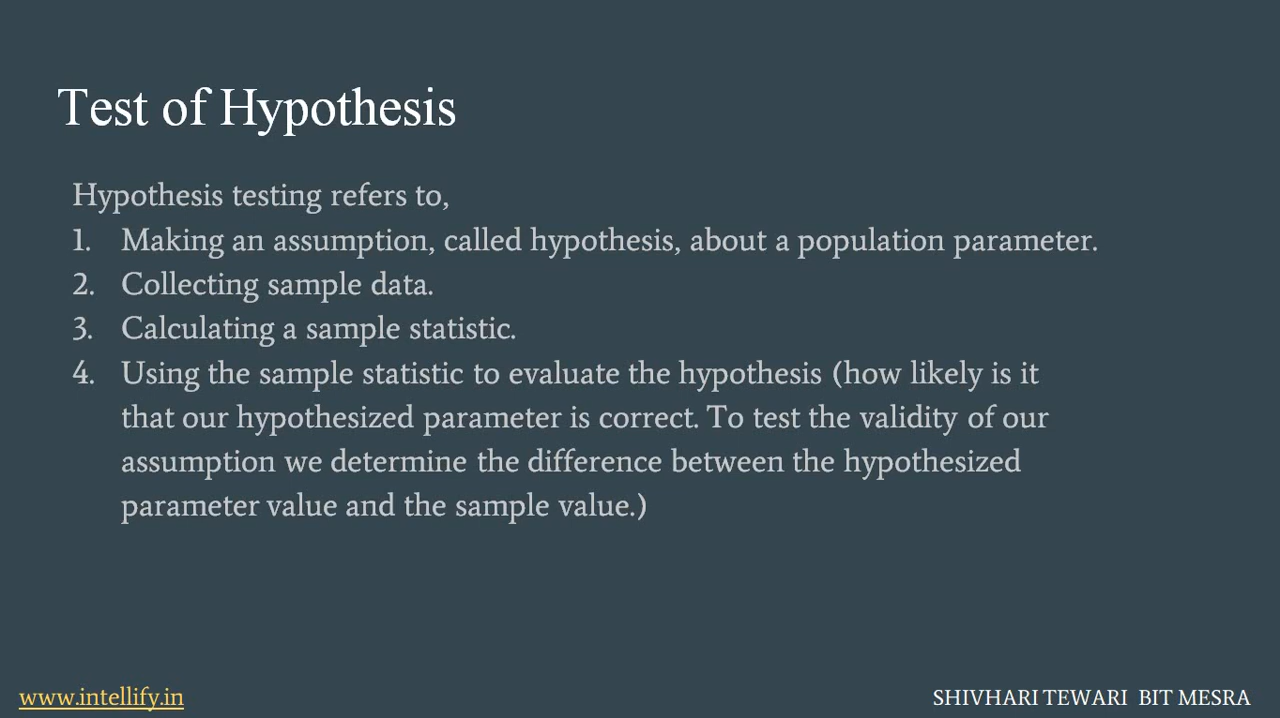 Test of Hypothesis
Hypothesis testing refers to,
1. Making an assumption, called hypothesis, about a population parameter.
2. Collecting sample data.
3. Calculating a sample statistic.
4. Using the sample statistic to evaluate the hypothesis (how likely is it
that our hypothesized parameter is correct. To test the validity of our
assumption we determine the difference between the hypothesized
parameter value and the sample value.)
www.intellify.in
SHIVHARI TEWARI BIT MESRA